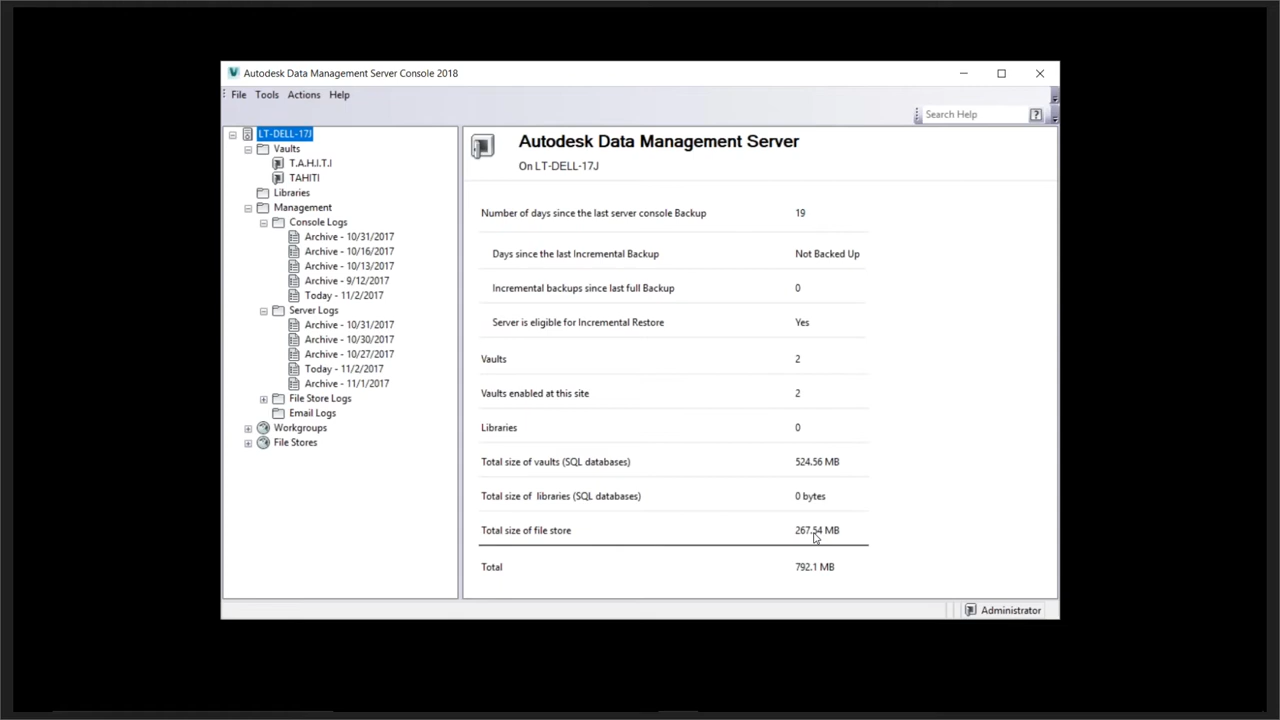 Autodesk Data Management Server Console 2018
File Tools Actions Help
Search Help ?
LT-DELL-17J
Vaults
T.A.H.I.T.I
TAHITI
Libraries
Management
Console Logs
Archive - 10/31/2017
Archive - 10/16/2017
Archive - 10/13/2017
Archive - 9/12/2017
Today - 11/2/2017
Server Logs
Archive - 10/31/2017
Archive - 10/30/2017
Archive - 10/27/2017
Today - 11/2/2017
Archive - 11/1/2017
File Store Logs
Email Logs
Workgroups
File Stores
Autodesk Data Management Server
On LT-DELL-17J
Number of days since the last server console Backup 19
Days since the last Incremental Backup Not Backed Up
Incremental backups since last full Backup 0
Server is eligible for Incremental Restore Yes
Vaults 2
Vaults enabled at this site 2
Libraries 0
Total size of vaults (SQL databases) 524.56 MB
Total size of libraries (SQL databases) 0 bytes
Total size of file store 267.54 MB
Total 792.1 MB
Administrator